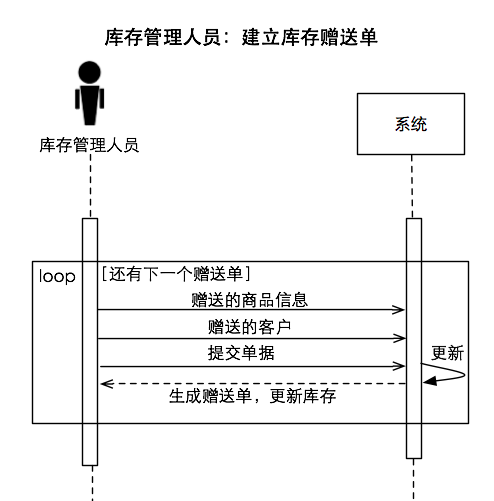 库存管理人员：建立库存赠送单
系统
库存管理人员
loop
[还有下一个赠送单]
赠送的商品信息
赠送的客户
提交单据
更新
生成赠送单，更新库存